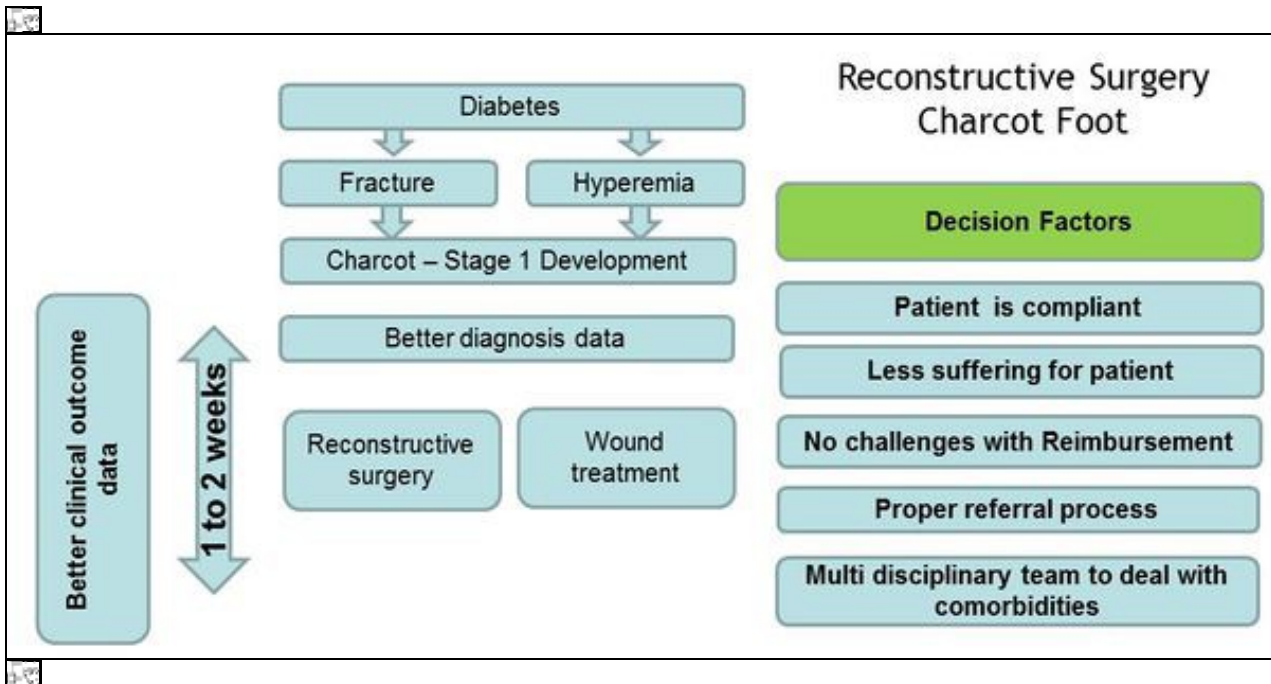 Reconstructive Surgery
Charcot Foot
Diabetes
Fracture
Hyperemia
Charcot – Stage 1 Development
Better diagnosis data
Reconstructive
surgery
Wound
treatment
Better clinical outcome
data
1 to 2 weeks
Decision Factors
Patient is compliant
Less suffering for patient
No challenges with Reimbursement
Proper referral process
Multi disciplinary team to deal with
comorbidities